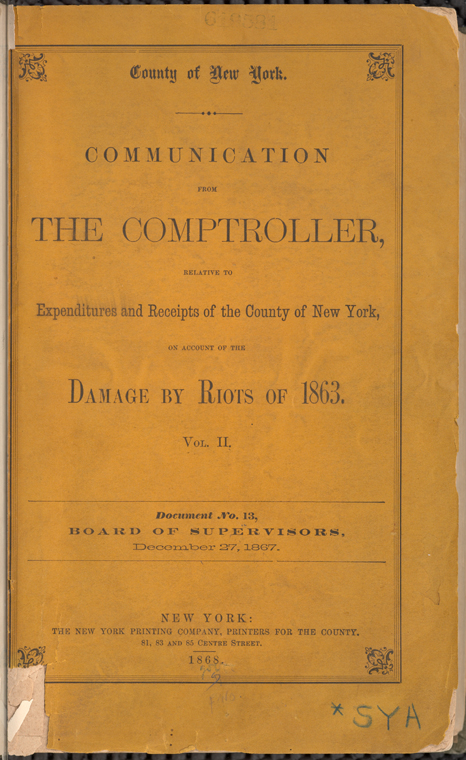 County of New York.
COMMUNICATION
FROM
THE COMPTROLLER,
RELATIVE TO
Expenditures and Receipts of the County of New York,
ON ACCOUNT OF THE
DAMAGE BY RIOTS OF 1863.
VOL. II.
Document No. 13,
BOARD OF SUPERVISORS,
December 27, 1867.
NEW YORK:
THE NEW YORK PRINTING COMPANY, PRINTERS FOR THE COUNTY,
81, 83 AND 85 CENTRE STREET.
1868.
*SYA